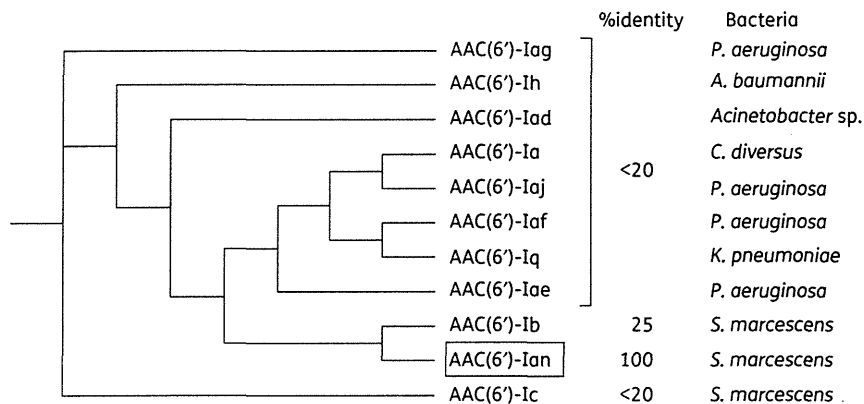 %identity Bacteria
AAC(6')-Iag P. aeruginosa
AAC(6')-Ih A. baumannii
AAC(6')-Iad Acinetobacter sp.
AAC(6')-Ia C. diversus
<20
AAC(6')-Iaj P. aeruginosa
AAC(6')-Iaf P. aeruginosa
AAC(6')-Iq K. pneumoniae
AAC(6')-Iae P. aeruginosa
AAC(6')-Ib 25 S. marcescens
AAC(6')-Ian 100 S. marcescens
AAC(6')-Ic <20 S. marcescens